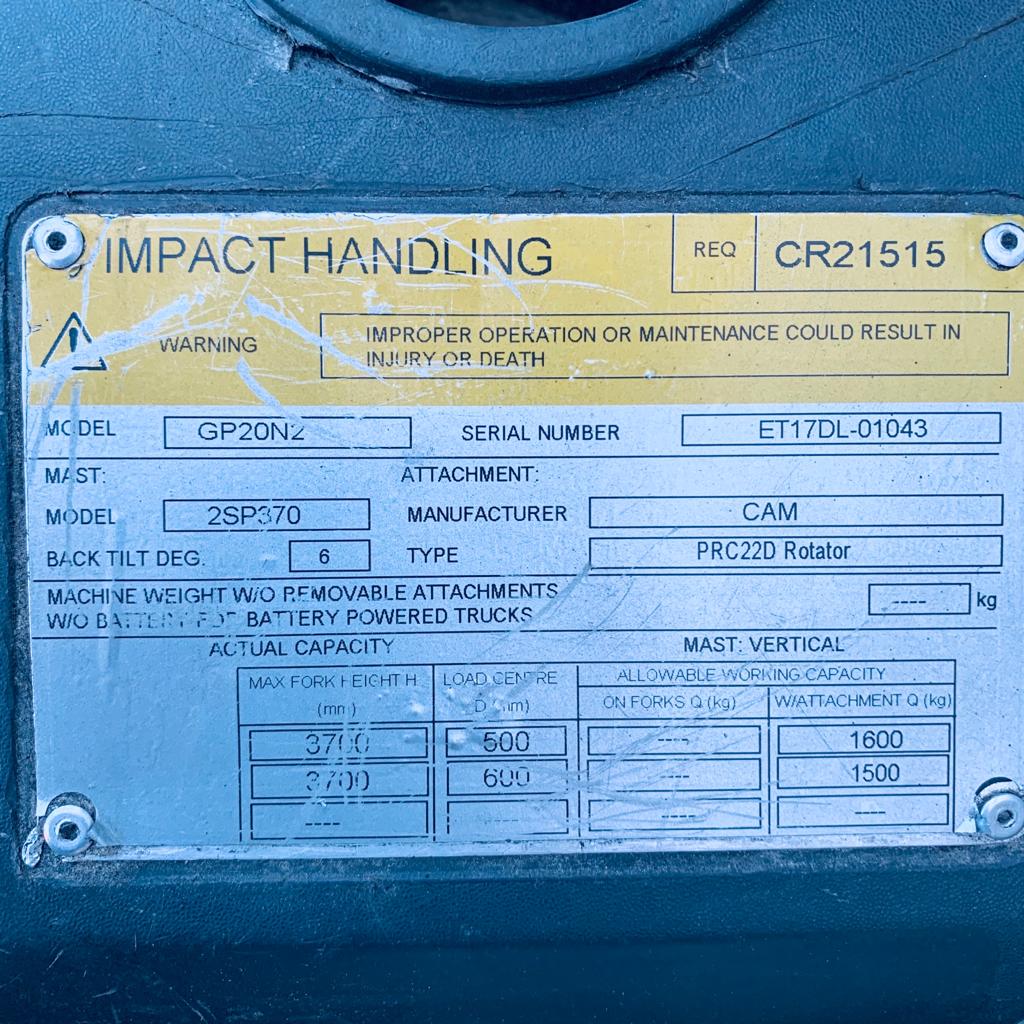 IMPACT HANDLING
REQ CR21515
WARNING
IMPROPER OPERATION OR MAINTENANCE COULD RESULT IN
INJURY OR DEATH
MODEL GP20N2 SERIAL NUMBER ET17DL-01043
MAST: ATTACHMENT:
MODEL 2SP370 MANUFACTURER CAM
BACK TILT DEG. 6 TYPE PRC22D Rotator
MACHINE WEIGHT W/O REMOVABLE ATTACHMENTS
W/O BATTERY FOR BATTERY POWERED TRUCKS ---- kg
ACTUAL CAPACITY MAST: VERTICAL
MAX FORK HEIGHT H LOAD CENTRE ALLOWABLE WORKING CAPACITY
(mm) D (mm) ON FORKS Q (kg) W/ATTACHMENT Q (kg)
3700 500 ---- 1600
3700 600 ---- 1500
---- ---- ----